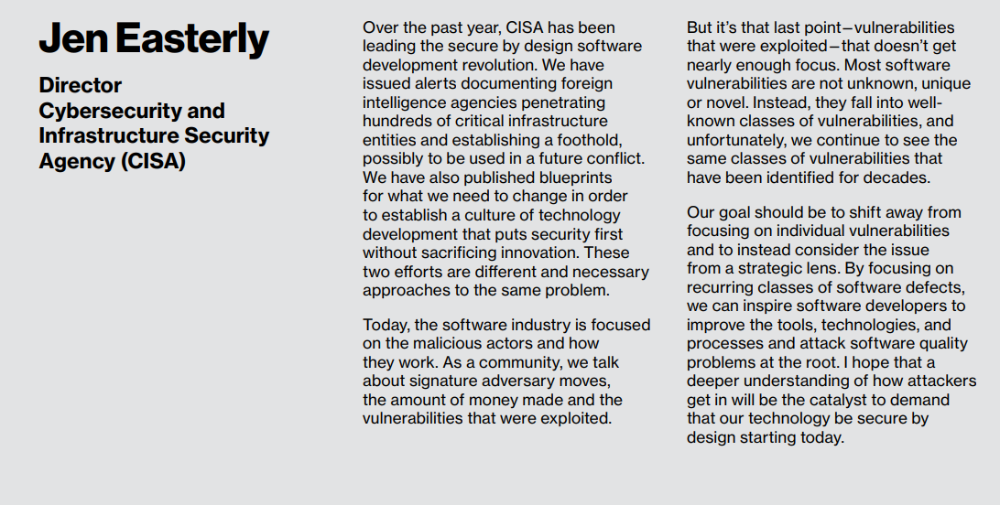 Jen Easterly
Director
Cybersecurity and
Infrastructure Security
Agency (CISA)
Over the past year, CISA has been
leading the secure by design software
development revolution. We have
issued alerts documenting foreign
intelligence agencies penetrating
hundreds of critical infrastructure
entities and establishing a foothold,
possibly to be used in a future conflict.
We have also published blueprints
for what we need to change in order
to establish a culture of technology
development that puts security first
without sacrificing innovation. These
two efforts are different and necessary
approaches to the same problem.
Today, the software industry is focused
on the malicious actors and how
they work. As a community, we talk
about signature adversary moves,
the amount of money made and the
vulnerabilities that were exploited.
But it’s that last point—vulnerabilities
that were exploited—that doesn’t get
nearly enough focus. Most software
vulnerabilities are not unknown, unique
or novel. Instead, they fall into well-
known classes of vulnerabilities, and
unfortunately, we continue to see the
same classes of vulnerabilities that
have been identified for decades.
Our goal should be to shift away from
focusing on individual vulnerabilities
and to instead consider the issue
from a strategic lens. By focusing on
recurring classes of software defects,
we can inspire software developers to
improve the tools, technologies, and
processes and attack software quality
problems at the root. I hope that a
deeper understanding of how attackers
get in will be the catalyst to demand
that our technology be secure by
design starting today.